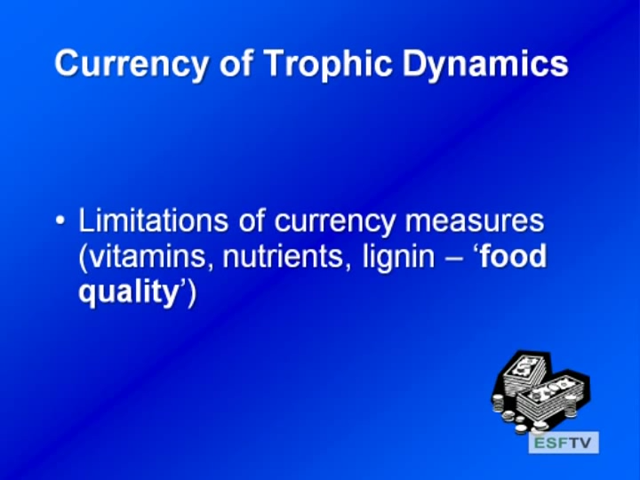 Currency of Trophic Dynamics
• Limitations of currency measures
(vitamins, nutrients, lignin – ‘food
quality’)
ESFTV